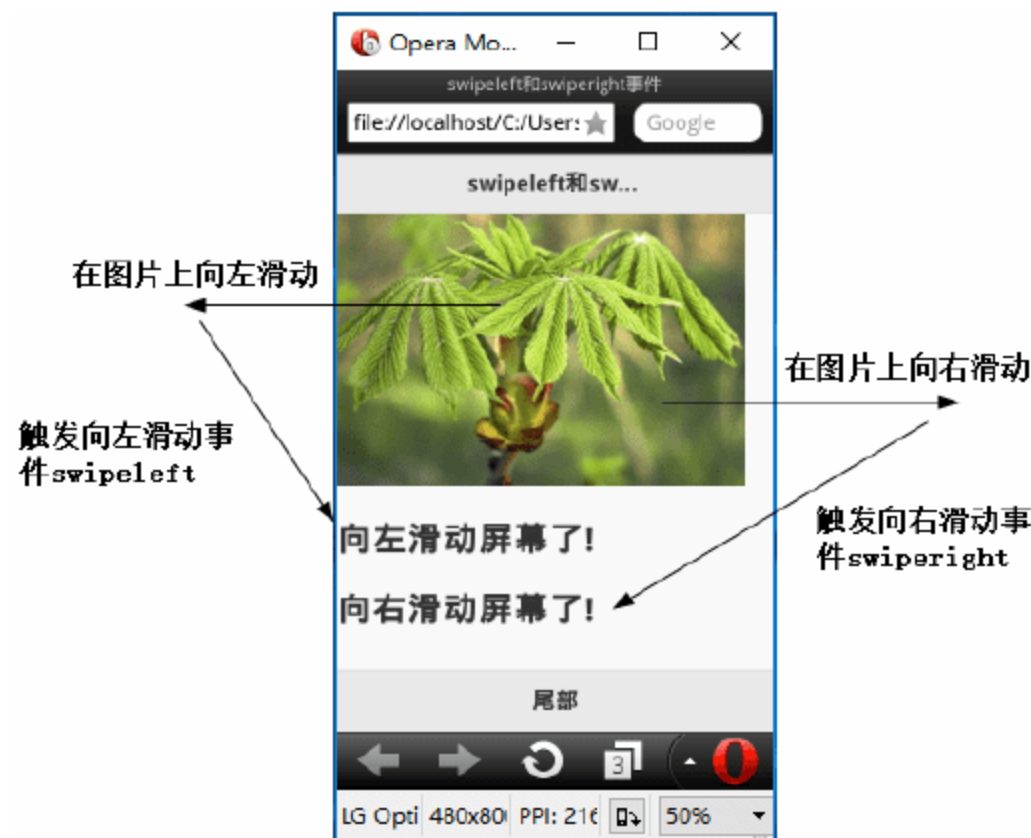 Opera Mo...
swipeleft和swiperight事件
file://localhost/C:/Users
Google
swipeleft和sw...
在图片上向左滑动
在图片上向右滑动
触发向左滑动事
件swipeleft
向左滑动屏幕了!
触发向右滑动事
件swiperight
向右滑动屏幕了!
尾部
3
LG Opti
480x80
PPI: 216
50%